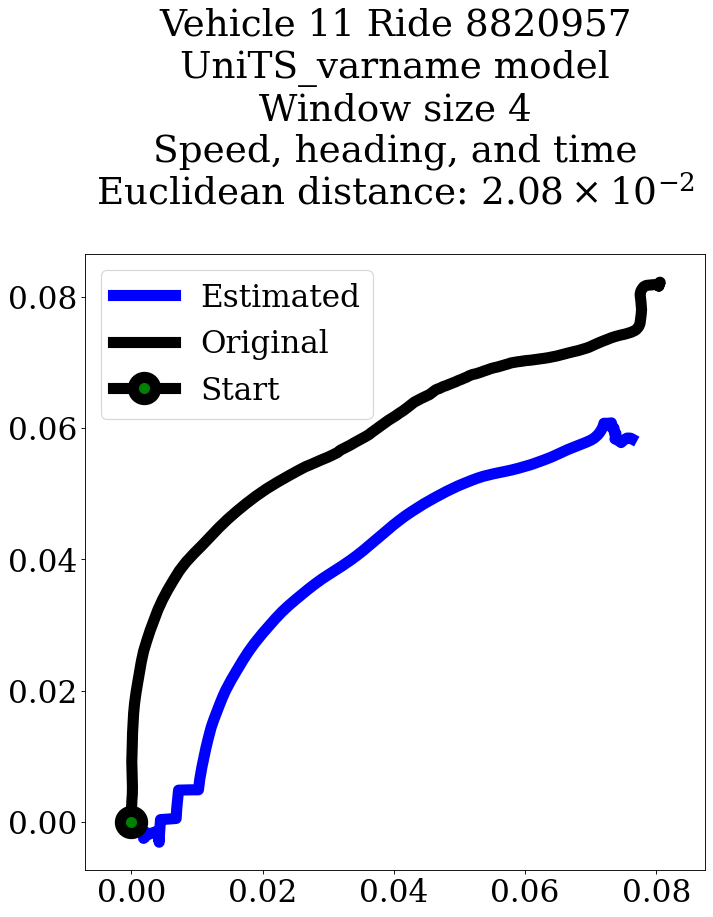 Vehicle 11 Ride 8820957
UniTS_varname model
Window size 4
Speed, heading, and time
Euclidean distance: 2.08 × 10⁻²
Estimated
Original
Start
0.08
0.06
0.04
0.02
0.00
0.00 0.02 0.04 0.06 0.08